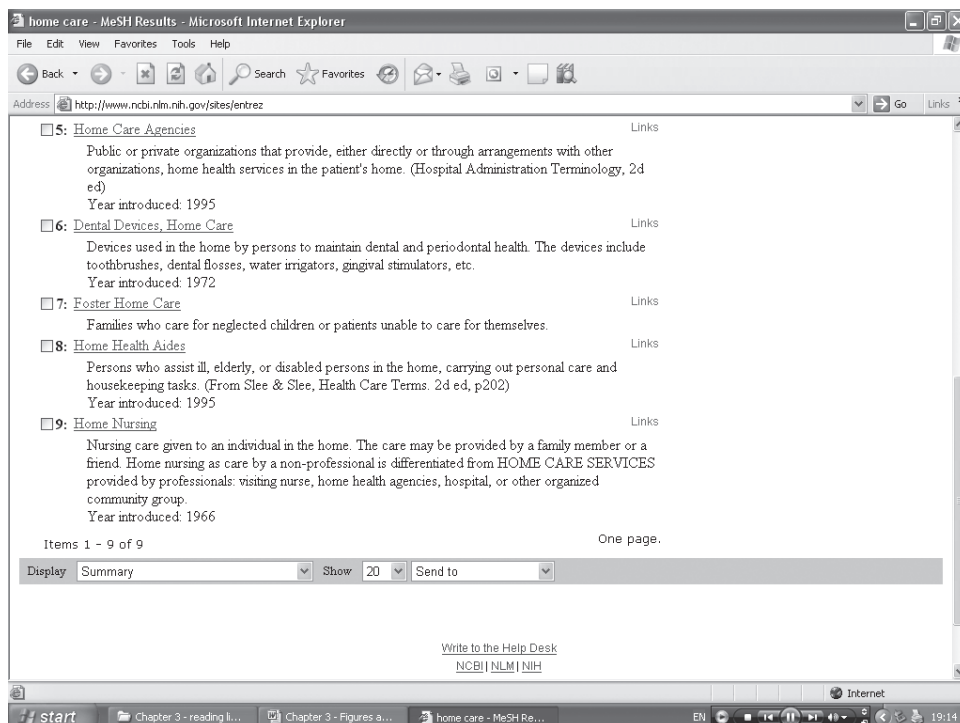 home care - MeSH Results - Microsoft Internet Explorer
File Edit View Favorites Tools Help
Back Search Favorites
Address http://www.ncbi.nlm.nih.gov/sites/entrez Go Links
5: Home Care Agencies Links
Public or private organizations that provide, either directly or through arrangements with other
organizations, home health services in the patient's home. (Hospital Administration Terminology, 2d
ed)
Year introduced: 1995
6: Dental Devices, Home Care Links
Devices used in the home by persons to maintain dental and periodontal health. The devices include
toothbrushes, dental flosses, water irrigators, gingival stimulators, etc.
Year introduced: 1972
7: Foster Home Care Links
Families who care for neglected children or patients unable to care for themselves.
8: Home Health Aides Links
Persons who assist ill, elderly, or disabled persons in the home, carrying out personal care and
housekeeping tasks. (From Slee & Slee, Health Care Terms. 2d ed, p202)
Year introduced: 1995
9: Home Nursing Links
Nursing care given to an individual in the home. The care may be provided by a family member or a
friend. Home nursing as care by a non-professional is differentiated from HOME CARE SERVICES
provided by professionals: visiting nurse, home health agencies, hospital, or other organized
community group.
Year introduced: 1966
Items 1 - 9 of 9 One page.
Display Summary Show 20 Send to
Write to the Help Desk
NCBI | NLM | NIH
Internet
start Chapter 3 - reading li... Chapter 3 - Figures a... home care - MeSH Re... EN 19:14